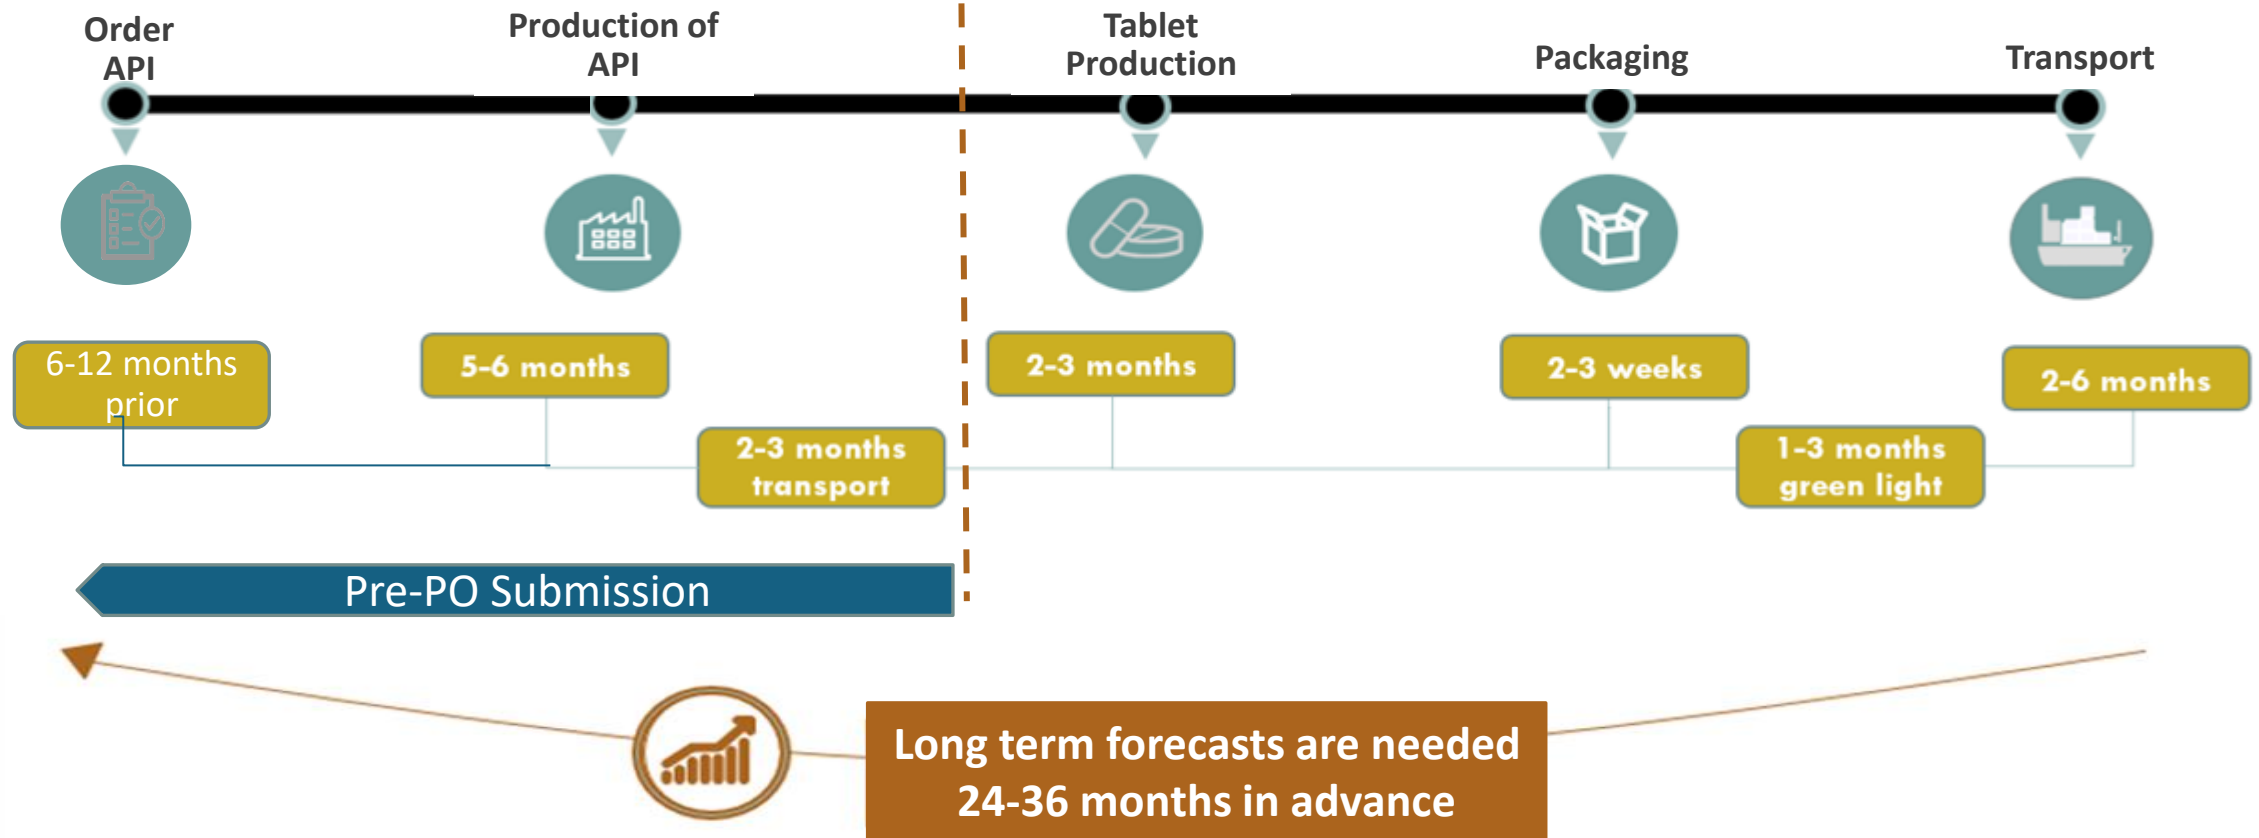 Order
API
Production of
API
Tablet
Production
Packaging
Transport
6-12 months
prior
5-6 months
2-3 months
transport
2-3 months
2-3 weeks
1-3 months
green light
2-6 months
Pre-PO Submission
Long term forecasts are needed
24-36 months in advance